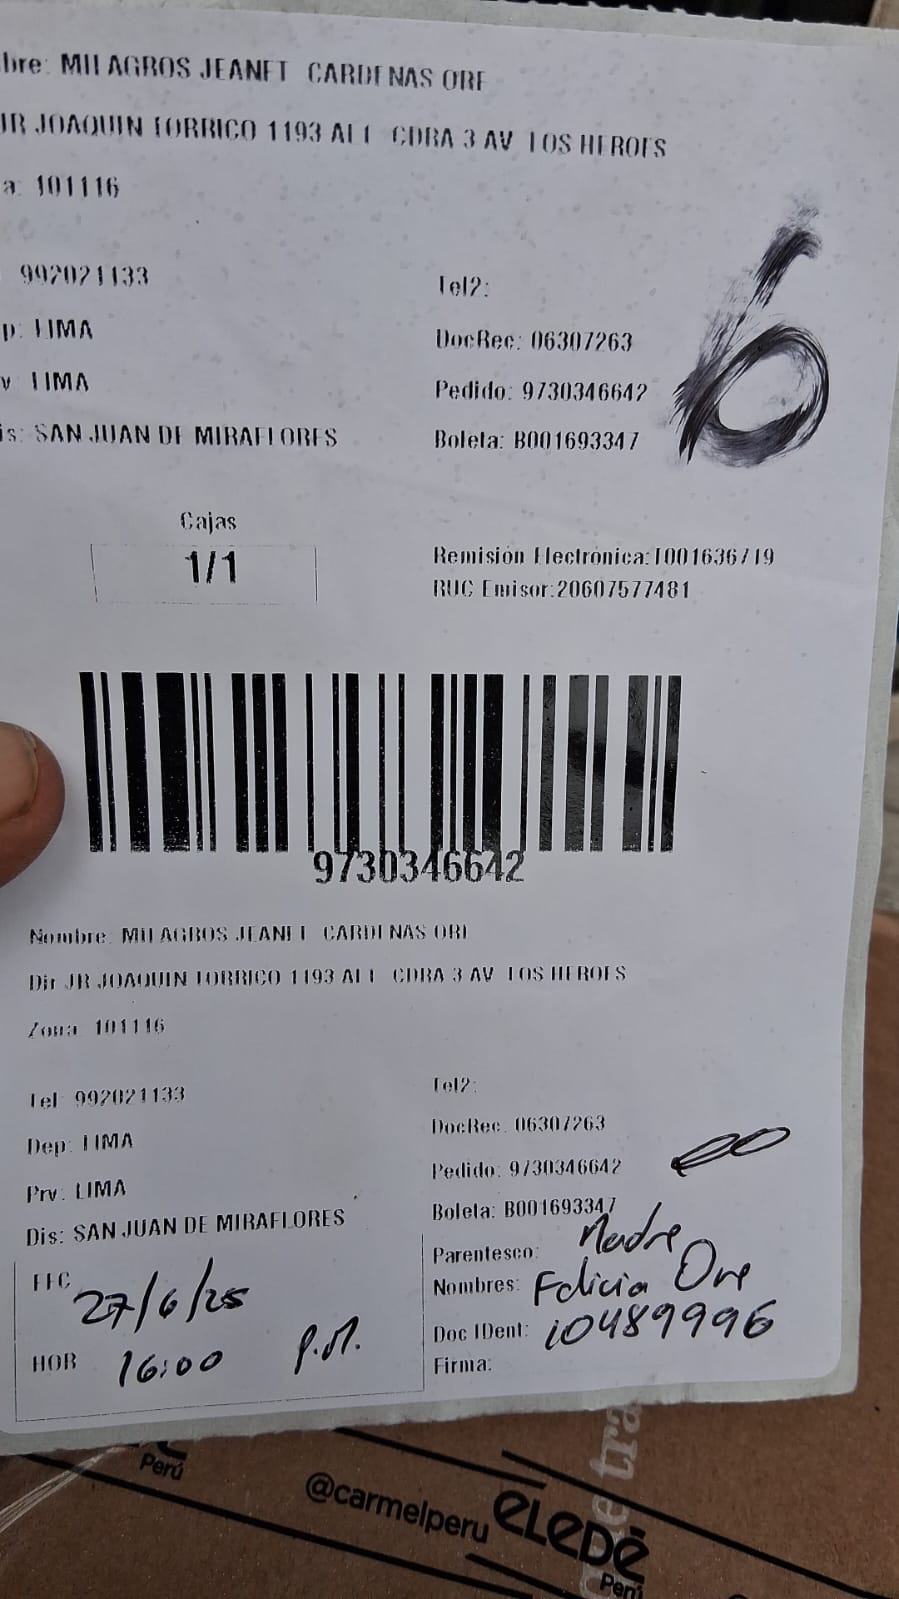 bre: MILAGROS JEANET CARDENAS ORE
JR JOAQUIN TORRICO 1193 ALT CDRA 3 AV LOS HEROES
a: 101116
6
992021133
Tel2:
p: LIMA
DocRec: 06307263
v LIMA
Pedido: 9730346642
is: SAN JUAN DE MIRAFLORES
Boleta: B001693347
Cajas
1/1
Remisión Electrónica:T001636719
RUC Emisor:20607577481
9730346642
Nombre: MILAGROS JEANET CARDENAS ORE
Dir JR JOAQUIN TORRICO 1193 ALT CDRA 3 AV LOS HEROES
Zona 101116
Tel 992021133
Tel2:
Dep: LIMA
DocRec: 06307263
Prv: LIMA
Pedido: 9730346642
Dis: SAN JUAN DE MIRAFLORES
Boleta: B001693347
Parentesco: Madre
FEC 27/6/25
Nombres: Felicia Ore
HOR 16:00 P.M.
Doc IDent: 10489996
Firma:
Perú
@carmelperu
eLeDē
Perú